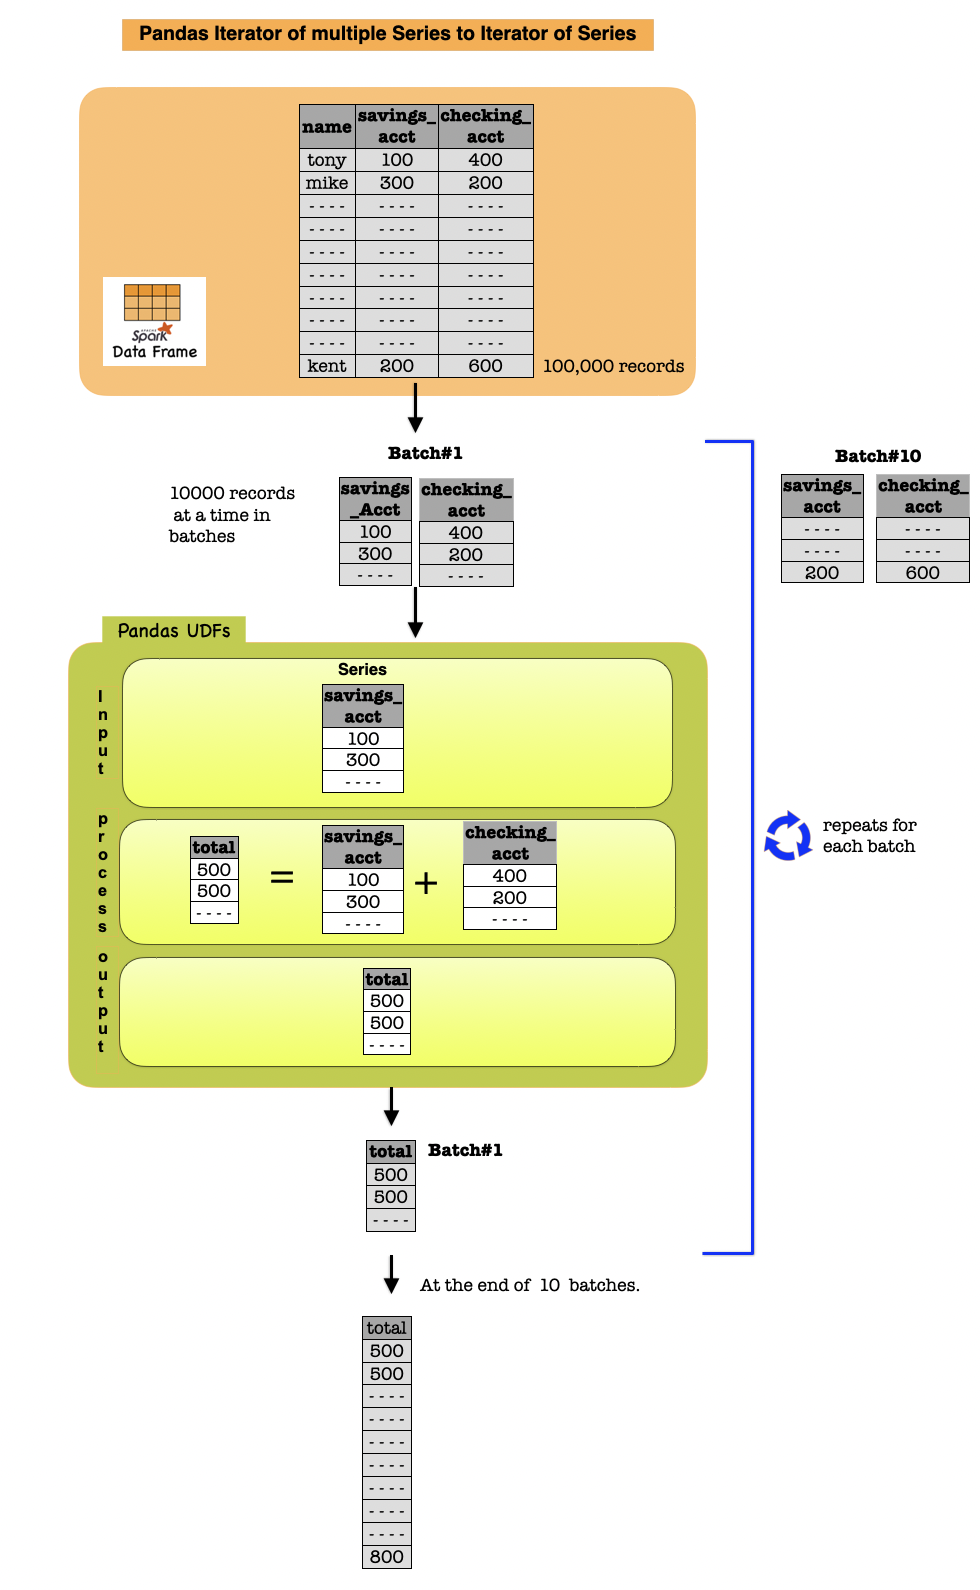 Pandas Iterator of multiple Series to Iterator of Series
name savings_ checking_
acct acct
tony 100 400
mike 300 200
---- ---- ----
---- ---- ----
---- ---- ----
---- ---- ----
---- ---- ----
---- ---- ----
---- ---- ----
kent 200 600 100,000 records
APACHE
Spark
Data Frame
Batch#1
10000 records
at a time in
batches
savings checking_
_Acct acct
100 400
300 200
---- ----
Batch#10
savings_ checking_
acct acct
---- ----
---- ----
200 600
Pandas UDFs
Input
Series
savings_
acct
100
300
----
process
total
500
500
----
=
savings_
acct
100
300
----
+
checking_
acct
400
200
----
repeats for
each batch
output
total
500
500
----
total Batch#1
500
500
----
At the end of 10 batches.
total
500
500
----
----
----
----
----
----
----
800